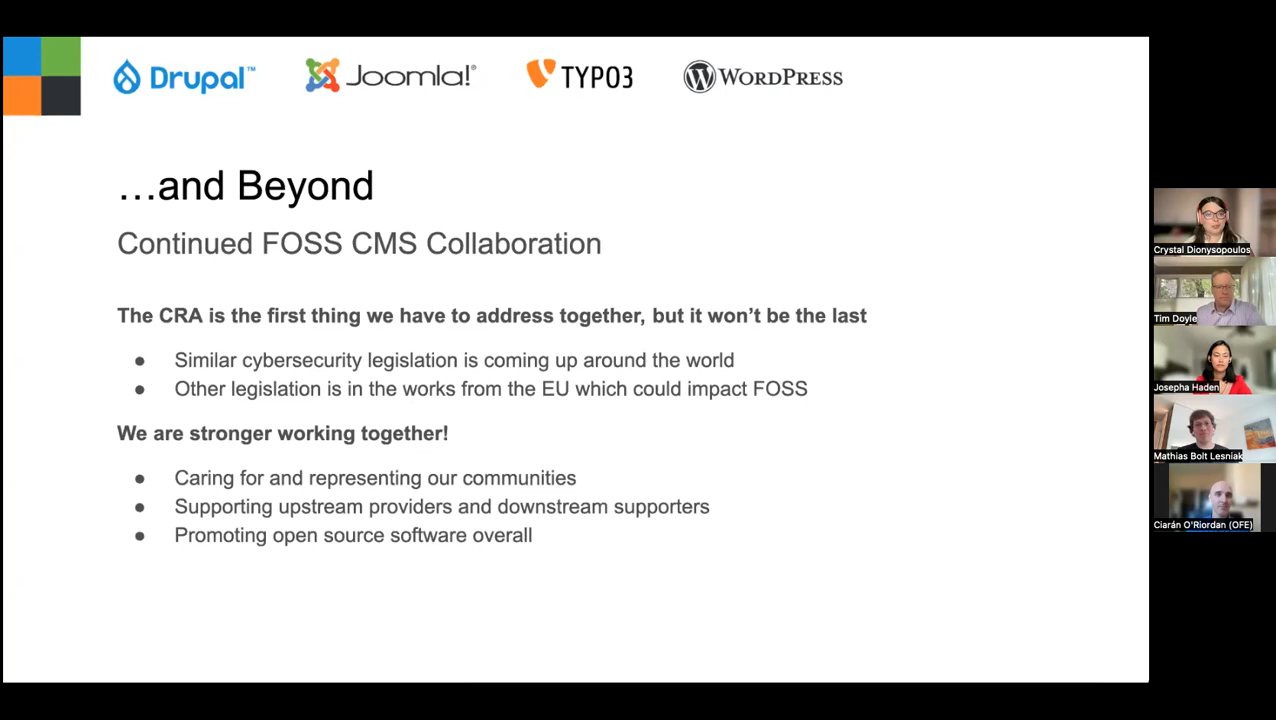 Drupal™
Joomla!®
TYPO3
WORDPRESS
…and Beyond
Continued FOSS CMS Collaboration
The CRA is the first thing we have to address together, but it won’t be the last
● Similar cybersecurity legislation is coming up around the world
● Other legislation is in the works from the EU which could impact FOSS
We are stronger working together!
● Caring for and representing our communities
● Supporting upstream providers and downstream supporters
● Promoting open source software overall
Crystal Dionysopoulos
Tim Doyle
Josepha Haden
Mathias Bolt Lesniak
Ciarán O'Riordan (OFE)